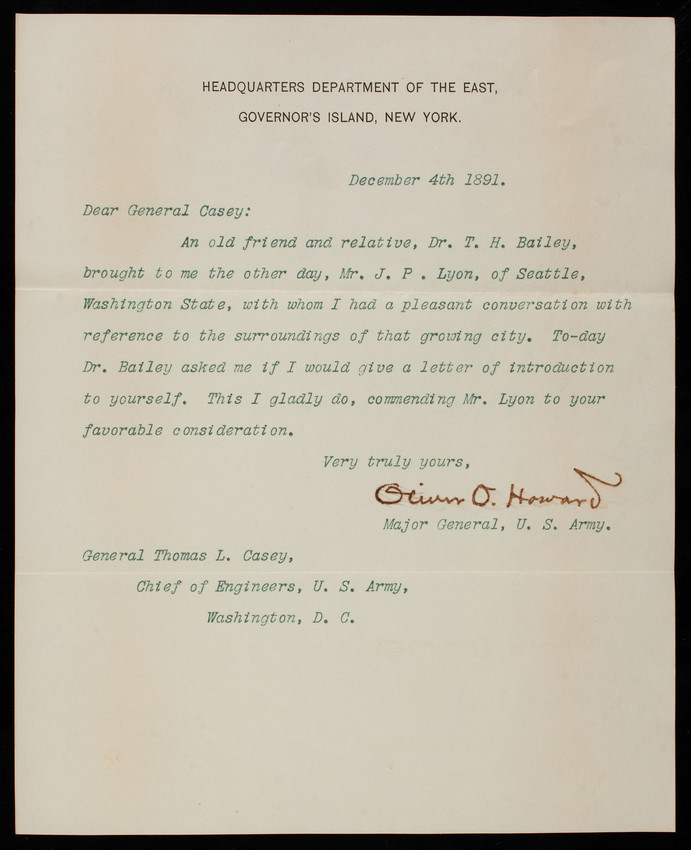 HEADQUARTERS DEPARTMENT OF THE EAST,
GOVERNOR'S ISLAND, NEW YORK.
December 4th 1891.
Dear General Casey:
An old friend and relative, Dr. T. H. Bailey,
brought to me the other day, Mr. J. P . Lyon, of Seattle,
Washington State, with whom I had a pleasant conversation with
reference to the surroundings of that growing city. To-day
Dr. Bailey asked me if I would give a letter of introduction
to yourself. This I gladly do, commending Mr. Lyon to your
favorable consideration.
Very truly yours,
Oliver O. Howard
Major General, U. S. Army.
General Thomas L. Casey,
Chief of Engineers, U. S. Army,
Washington, D. C.